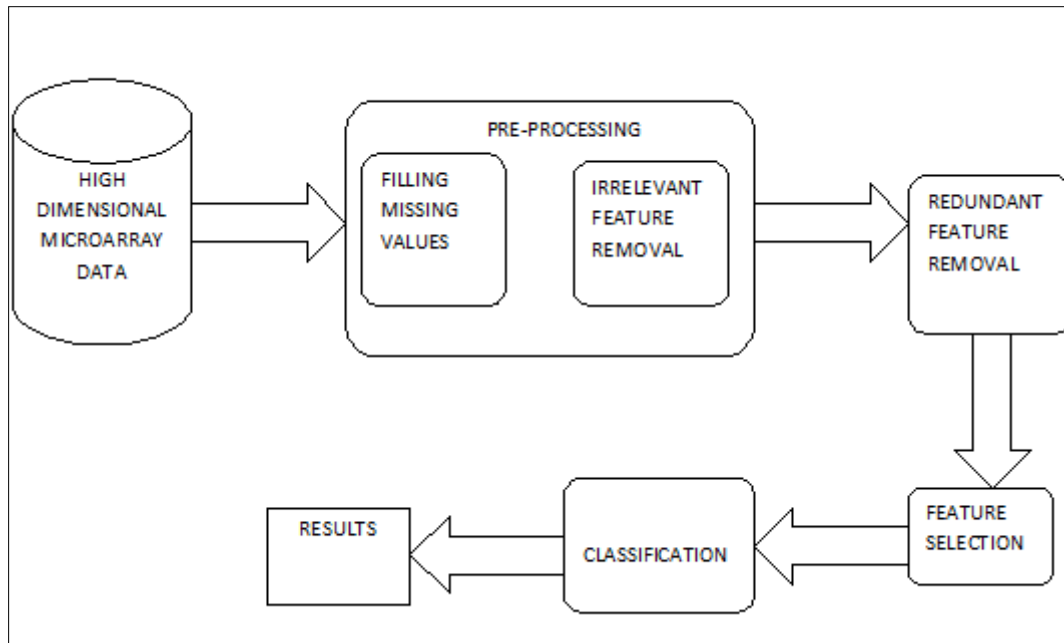 HIGH
DIMENSIONAL
MICROARRAY
DATA
PRE-PROCESSING
FILLING
MISSING
VALUES
IRRELEVANT
FEATURE
REMOVAL
REDUNDANT
FEATURE
REMOVAL
FEATURE
SELECTION
CLASSIFICATION
RESULTS